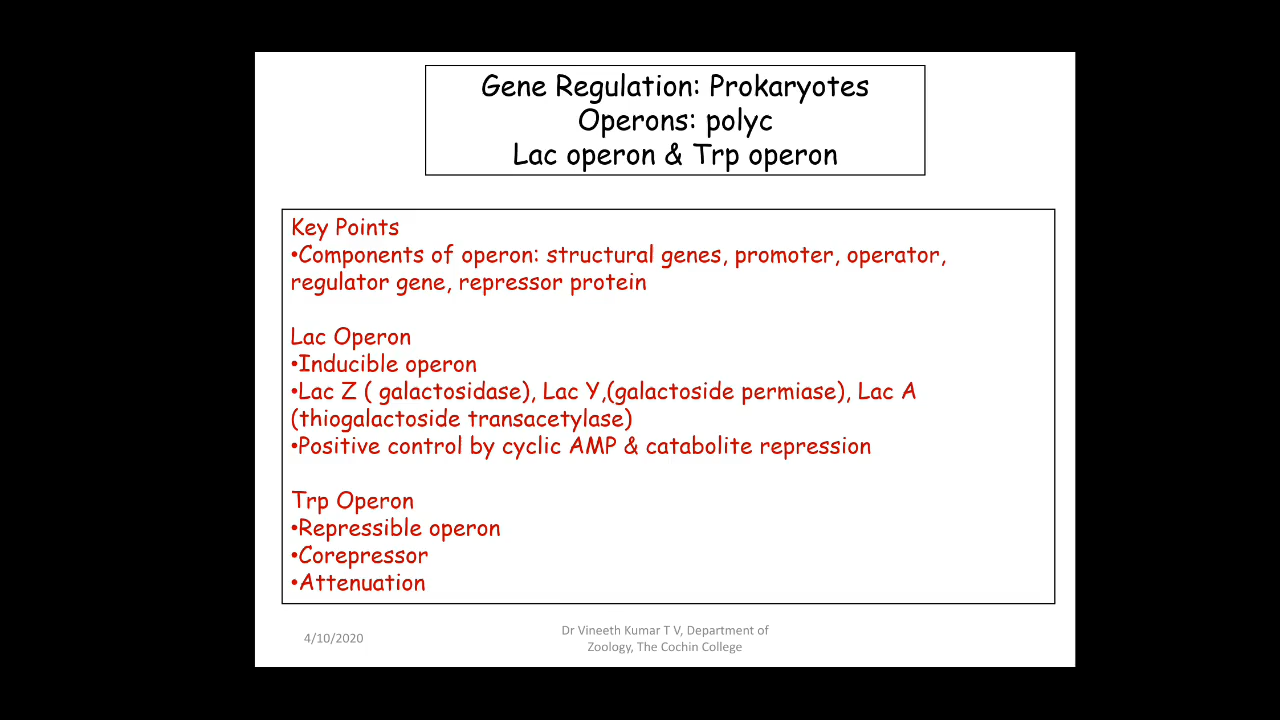 Gene Regulation: Prokaryotes
Operons: polyc
Lac operon & Trp operon
Key Points
•Components of operon: structural genes, promoter, operator,
regulator gene, repressor protein
Lac Operon
•Inducible operon
•Lac Z ( galactosidase), Lac Y,(galactoside permiase), Lac A
(thiogalactoside transacetylase)
•Positive control by cyclic AMP & catabolite repression
Trp Operon
•Repressible operon
•Corepressor
•Attenuation
4/10/2020
Dr Vineeth Kumar T V, Department of
Zoology, The Cochin College